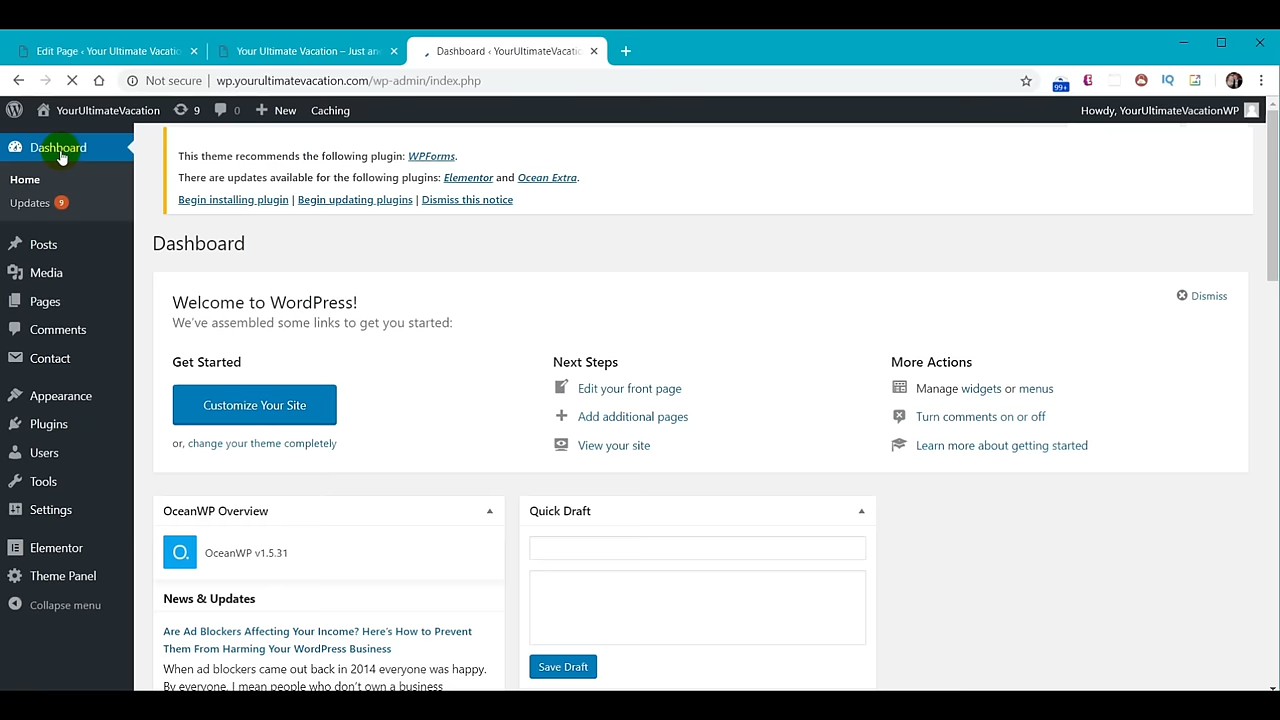 Edit Page ‹ Your Ultimate Vacatio
Your Ultimate Vacation – Just an
Dashboard ‹ YourUltimateVacatio
Not secure | wp.yourultimatevacation.com/wp-admin/index.php
99+
IQ
YourUltimateVacation
9
0
New
Caching
Howdy, YourUltimateVacationWP
Dashboard
Home
Updates 9
Posts
Media
Pages
Comments
Contact
Appearance
Plugins
Users
Tools
Settings
Elementor
Theme Panel
Collapse menu
This theme recommends the following plugin: WPForms.
There are updates available for the following plugins: Elementor and Ocean Extra.
Begin installing plugin | Begin updating plugins | Dismiss this notice
Dashboard
Welcome to WordPress!
We've assembled some links to get you started:
Dismiss
Get Started
Customize Your Site
or, change your theme completely
Next Steps
Edit your front page
Add additional pages
View your site
More Actions
Manage widgets or menus
Turn comments on or off
Learn more about getting started
OceanWP Overview
O.
OceanWP v1.5.31
News & Updates
Are Ad Blockers Affecting Your Income? Here's How to Prevent
Them From Harming Your WordPress Business
When ad blockers came out back in 2014 everyone was happy.
By everyone, I mean people who don't own a business
Quick Draft
Save Draft